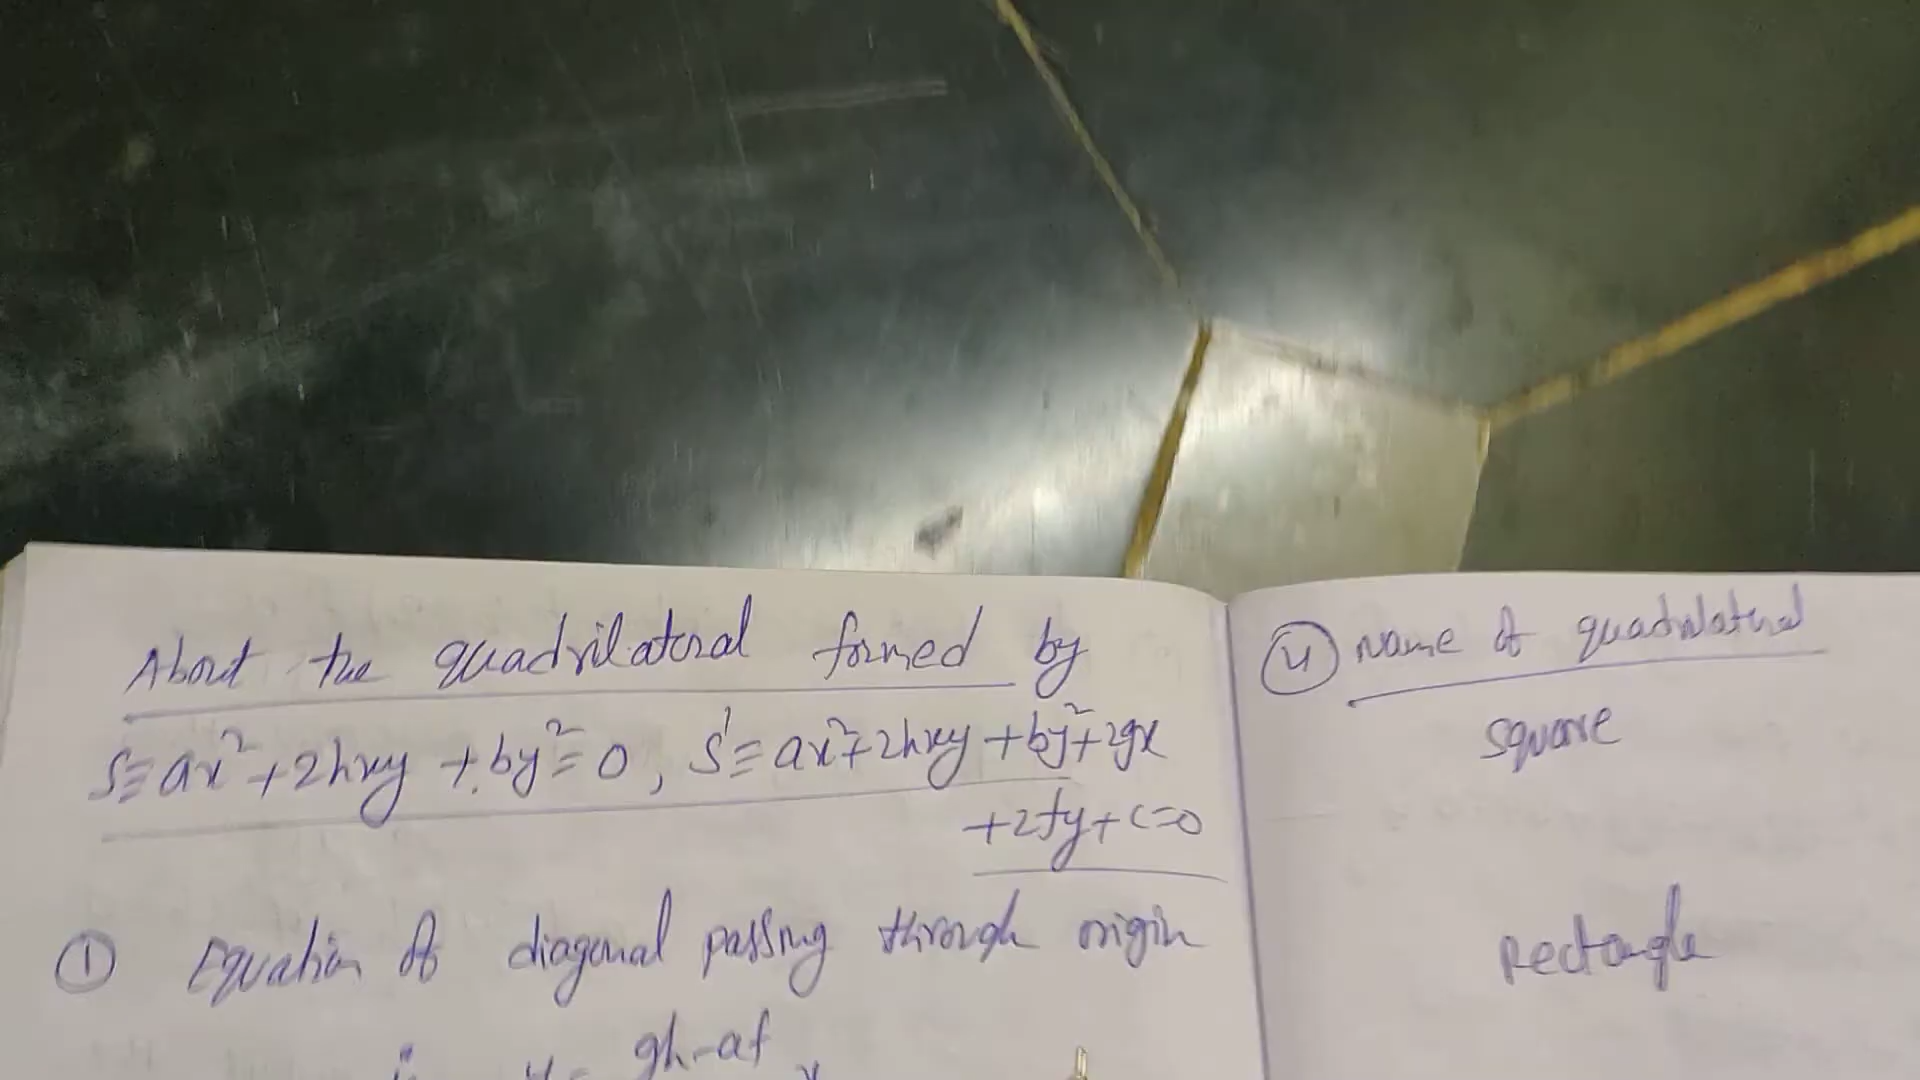 About the quadrilateral formed by
S≡ax²+2hxy+by²=0, S'≡ax²+2hxy+by²+2gx
+2fy+c=0
① Equation of diagonal passing through origin
is y = gh-af x
④ Name of quadrilateral
square
Rectangle